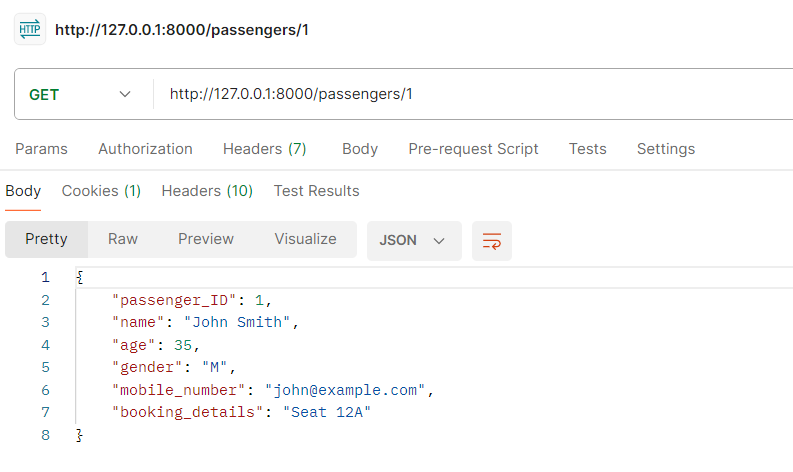 HTTP http://127.0.0.1:8000/passengers/1
GET http://127.0.0.1:8000/passengers/1
Params Authorization Headers (7) Body Pre-request Script Tests Settings
Body Cookies (1) Headers (10) Test Results
Pretty Raw Preview Visualize JSON
1 {
2 "passenger_ID": 1,
3 "name": "John Smith",
4 "age": 35,
5 "gender": "M",
6 "mobile_number": "john@example.com",
7 "booking_details": "Seat 12A"
8 }